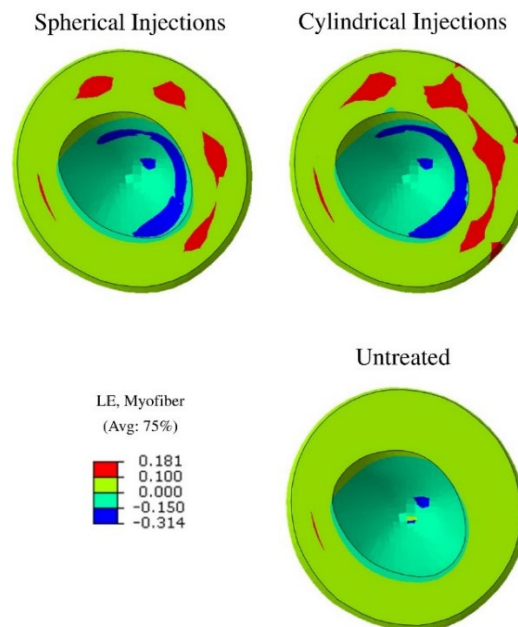 Spherical Injections
Cylindrical Injections
Untreated
LE, Myofiber
(Avg: 75%)
0.181
0.100
0.000
-0.150
-0.314